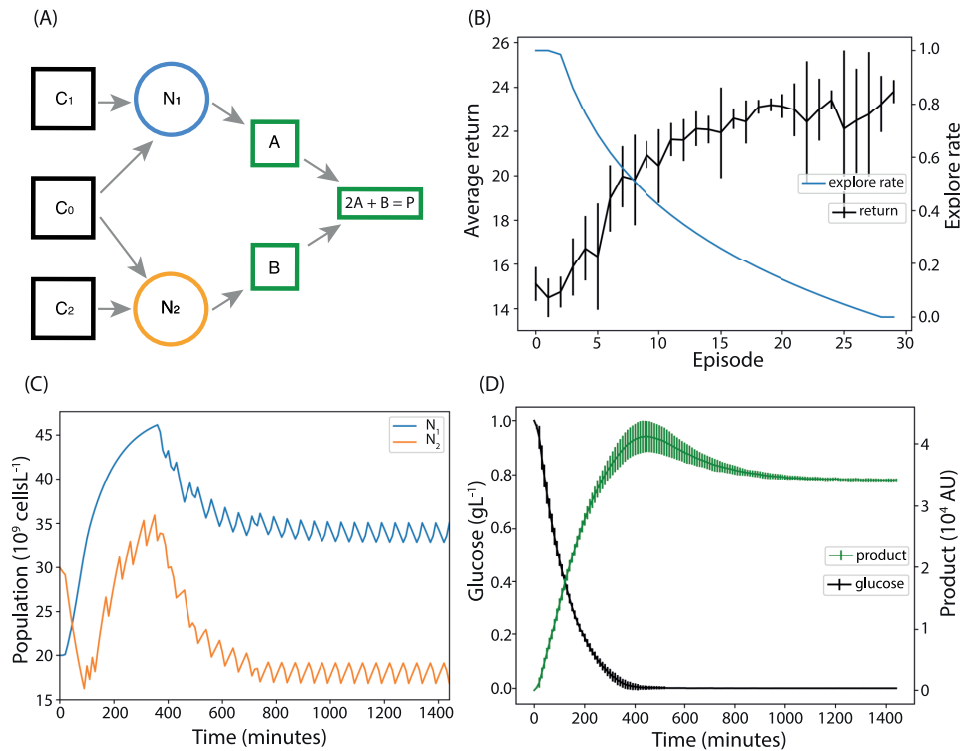 (A)
C1
N1
A
C0
2A + B = P
B
C2
N2
(B)
26
24
22
20
18
16
14
Average return
1.0
0.8
0.6
0.4
0.2
0.0
Explore rate
explore rate
return
0
5
10
15
20
25
30
Episode
(C)
45
40
35
30
25
20
15
Population (10⁹ cellsL⁻¹)
N₁
N₂
0 200 400 600 800 1000 1200 1400
Time (minutes)
(D)
1.0
0.8
0.6
0.4
0.2
0.0
Glucose (gL⁻¹)
4
3
2
1
0
Product (10⁴ AU)
product
glucose
0 200 400 600 800 1000 1200 1400
Time (minutes)